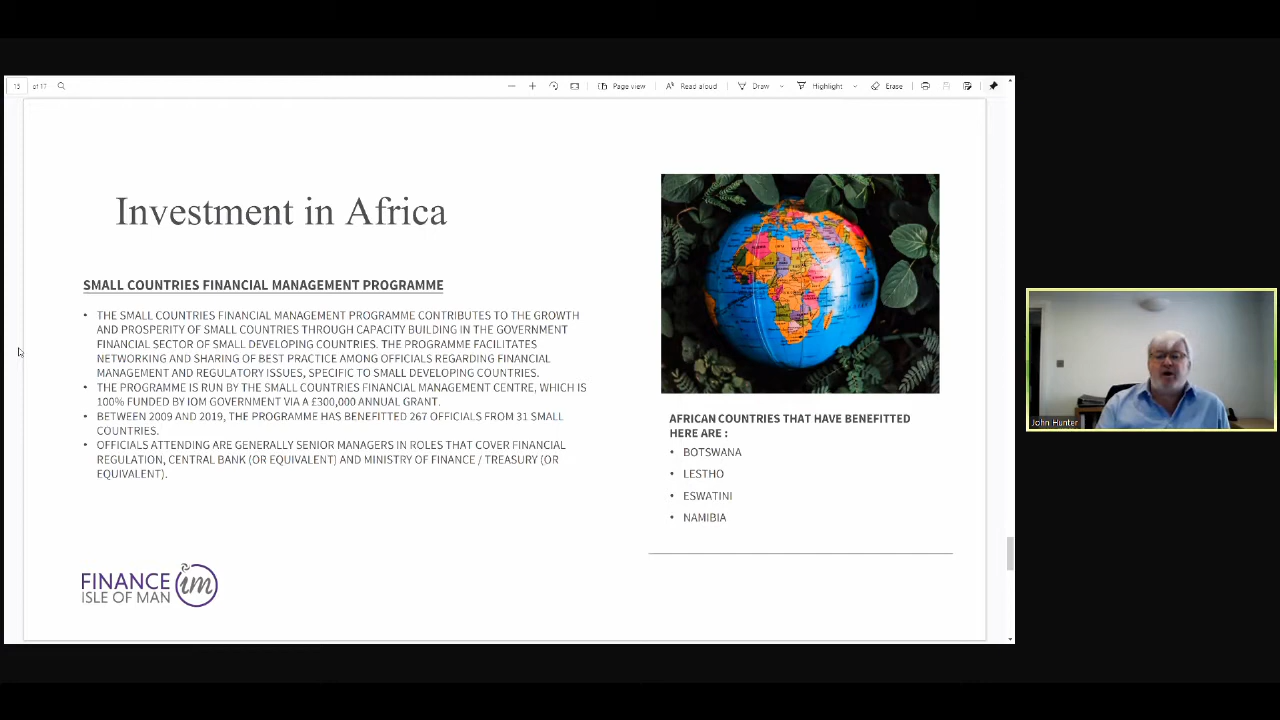 15 of 17
Page view
Read aloud
Draw
Highlight
Erase
Investment in Africa
SMALL COUNTRIES FINANCIAL MANAGEMENT PROGRAMME
• THE SMALL COUNTRIES FINANCIAL MANAGEMENT PROGRAMME CONTRIBUTES TO THE GROWTH
AND PROSPERITY OF SMALL COUNTRIES THROUGH CAPACITY BUILDING IN THE GOVERNMENT
FINANCIAL SECTOR OF SMALL DEVELOPING COUNTRIES. THE PROGRAMME FACILITATES
NETWORKING AND SHARING OF BEST PRACTICE AMONG OFFICIALS REGARDING FINANCIAL
MANAGEMENT AND REGULATORY ISSUES, SPECIFIC TO SMALL DEVELOPING COUNTRIES.
• THE PROGRAMME IS RUN BY THE SMALL COUNTRIES FINANCIAL MANAGEMENT CENTRE, WHICH IS
100% FUNDED BY IOM GOVERNMENT VIA A £300,000 ANNUAL GRANT.
• BETWEEN 2009 AND 2019, THE PROGRAMME HAS BENEFITTED 267 OFFICIALS FROM 31 SMALL
COUNTRIES.
• OFFICIALS ATTENDING ARE GENERALLY SENIOR MANAGERS IN ROLES THAT COVER FINANCIAL
REGULATION, CENTRAL BANK (OR EQUIVALENT) AND MINISTRY OF FINANCE / TREASURY (OR
EQUIVALENT).
AFRICAN COUNTRIES THAT HAVE BENEFITTED
HERE ARE :
• BOTSWANA
• LESTHO
• ESWATINI
• NAMIBIA
FINANCE im
ISLE OF MAN
John Hunter